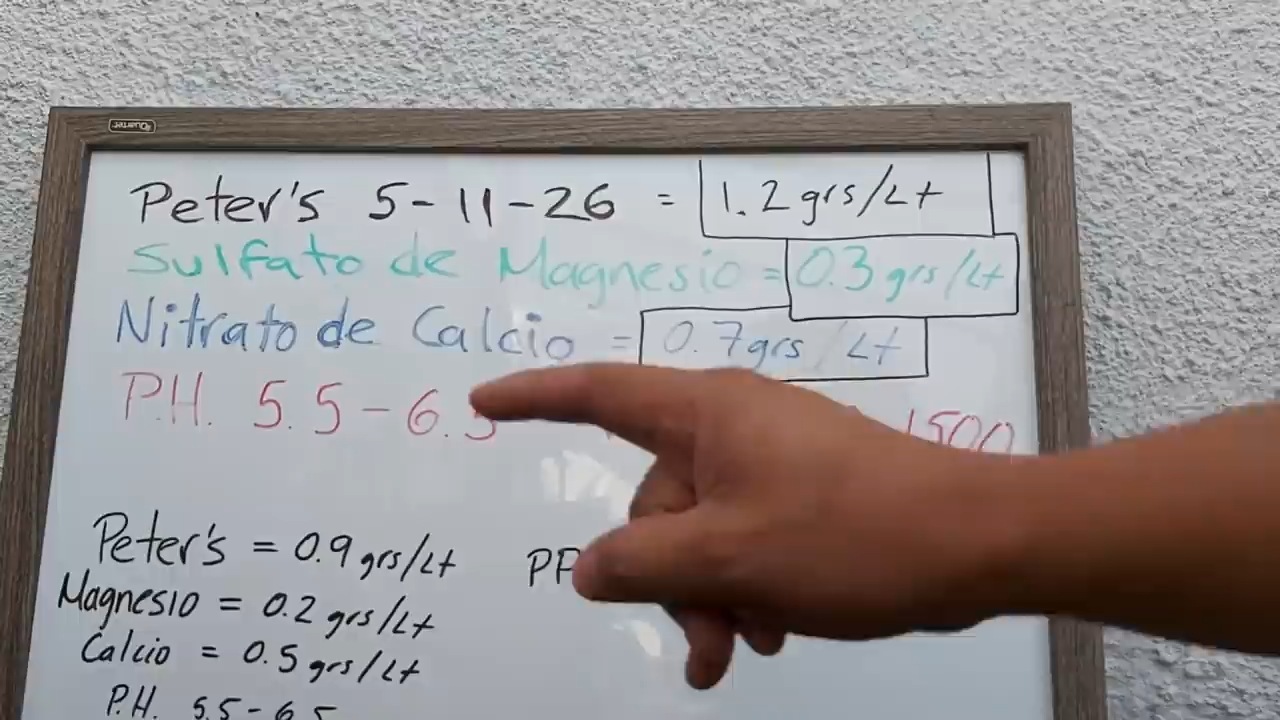 Quartet
Peter's 5-11-26 = 1.2 grs/Lt
Sulfato de Magnesio = 0.3 grs/Lt
Nitrato de Calcio = 0.7 grs/Lt
P.H. 5.5-6.5 1500
Peter's = 0.9 grs/Lt
Magnesio = 0.2 grs/Lt
Calcio = 0.5 grs/Lt
P.H. 5.5-6.5